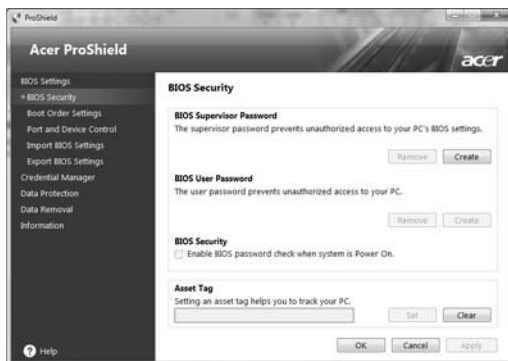 ProShield
Acer ProShield
acer
BIOS Settings
BIOS Security
Boot Order Settings
Port and Device Control
Import BIOS Settings
Export BIOS Settings
Credential Manager
Data Protection
Data Removal
Information
Help
BIOS Security
BIOS Supervisor Password
The supervisor password prevents unauthorized access to your PC's BIOS settings.
Remove Create
BIOS User Password
The user password prevents unauthorized access to your PC.
Remove Create
BIOS Security
Enable BIOS password check when system is Power On.
Asset Tag
Setting an asset tag helps you to track your PC.
Set Clear
OK Cancel Apply